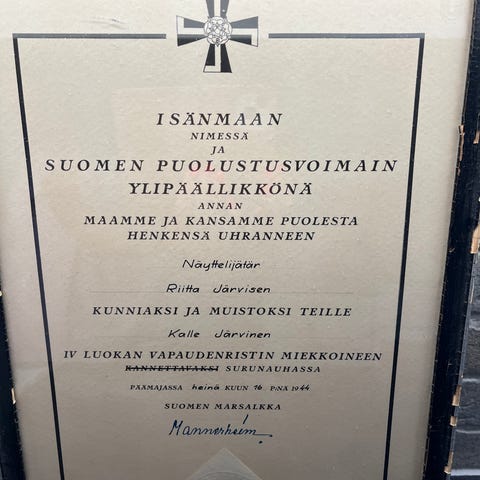 ISÄNMAAN
NIMESSÄ
JA
SUOMEN PUOLUSTUSVOIMAIN
YLIPÄÄLLIKKÖNÄ
ANNAN
MAAMME JA KANSAMME PUOLESTA
HENKENSÄ UHRANNEEN
Näyttelijätär
Riitta Järvisen
KUNNIAKSI JA MUISTOKSI TEILLE
Kalle Järvinen
IV LUOKAN VAPAUDENRISTIN MIEKKOINEEN
KANNETTAVAKSI SURUNAUHASSA
PÄÄMAJASSA heinä KUUN 16 P:NÄ 1944
SUOMEN MARSALKKA
Mannerheim